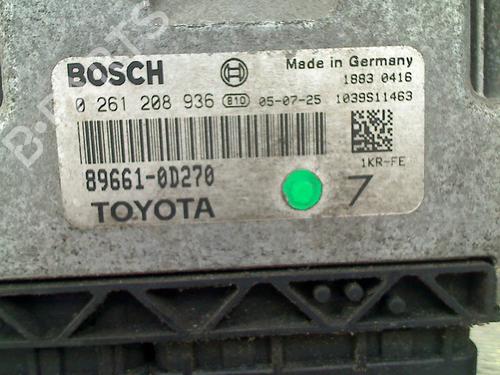 B-PARTS
BOSCH
Made in Germany
1883 0416
0 261 208 936 810 05-07-25 1039S11463
1KR-FE
89661-0D270
7
TOYOTA